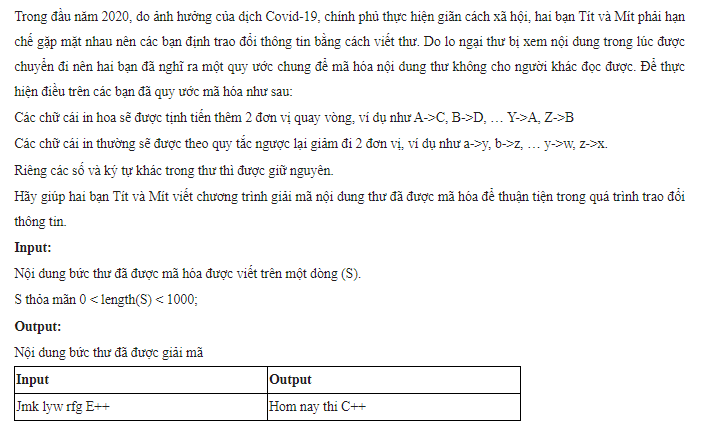 Trong đầu năm 2020, do ảnh hưởng của dịch Covid-19, chính phủ thực hiện giãn cách xã hội, hai bạn Tít và Mít phải hạn
chế gặp mặt nhau nên các bạn định trao đổi thông tin bằng cách viết thư. Do lo ngại thư bị xem nội dung trong lúc được
chuyển đi nên hai bạn đã nghĩ ra một quy ước chung để mã hóa nội dung thư không cho người khác đọc được. Để thực
hiện điều trên các bạn đã quy ước mã hóa như sau:
Các chữ cái in hoa sẽ được tịnh tiến thêm 2 đơn vị quay vòng, ví dụ như A->C, B->D, … Y->A, Z->B
Các chữ cái in thường sẽ được theo quy tắc ngược lại giảm đi 2 đơn vị, ví dụ như a->y, b->z, … y->w, z->x.
Riêng các số và ký tự khác trong thư thì được giữ nguyên.
Hãy giúp hai bạn Tít và Mít viết chương trình giải mã nội dung thư đã được mã hóa để thuận tiện trong quá trình trao đổi
thông tin.
Input:
Nội dung bức thư đã được mã hóa được viết trên một dòng (S).
S thỏa mãn 0 < length(S) < 1000;
Output:
Nội dung bức thư đã được giải mã
Input Output
Jmk lyw rfg E++ Hom nay thi C++